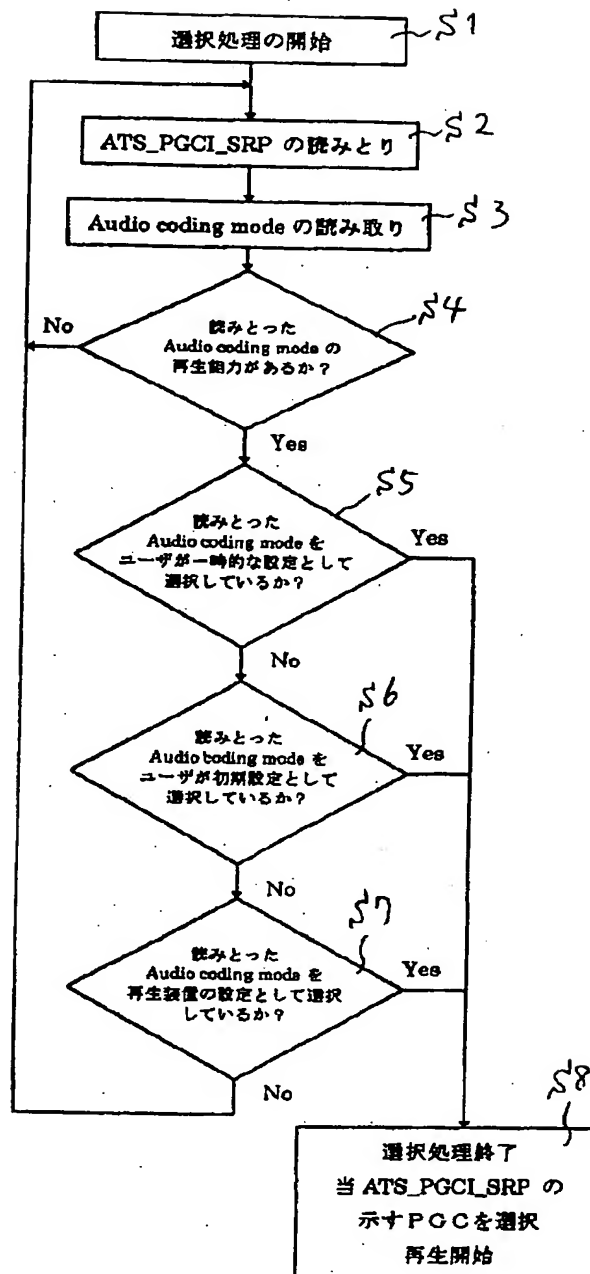 選択処理の開始
S1
ATS_PGCI_SRP の読みとり
S2
Audio coding mode の読み取り
S3
No
読みとった
Audio coding mode の
再生能力があるか?
S4
Yes
読みとった
Audio coding mode を
ユーザが一時的な設定として
選択しているか?
S5
Yes
No
読みとった
Audio coding mode を
ユーザが初期設定として
選択しているか?
S6
Yes
No
読みとった
Audio coding mode を
再生装置の設定として選択
しているか?
S7
Yes
No
S8
選択処理終了
当 ATS_PGCI_SRP の
示すPGCを選択
再生開始